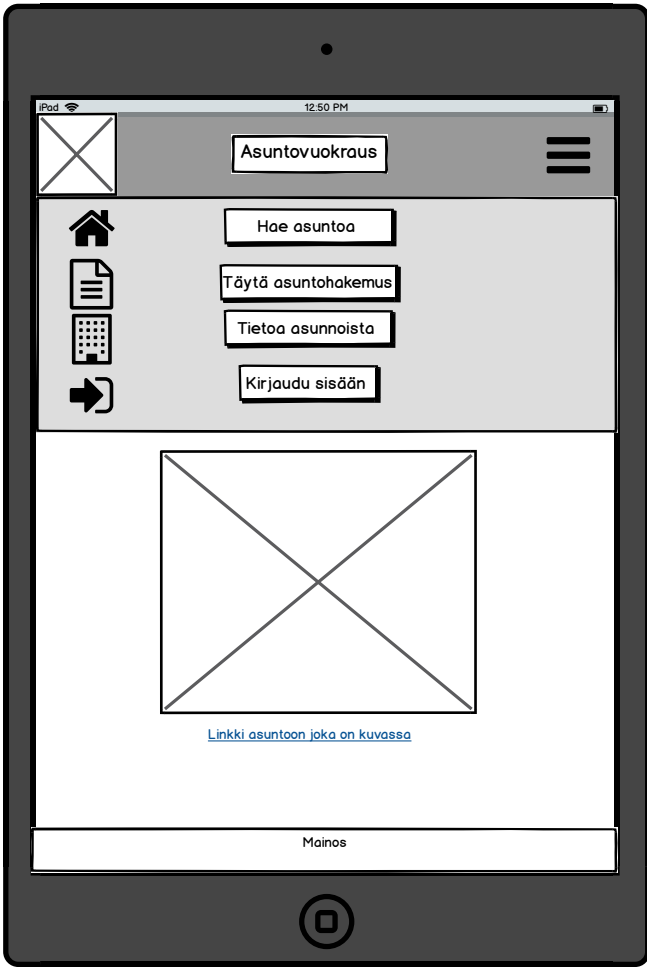 iPad
12:50 PM
Asuntovuokraus
Hae asuntoa
Täytä asuntohakemus
Tietoa asunnoista
Kirjaudu sisään
Linkki asuntoon joka on kuvassa
Mainos